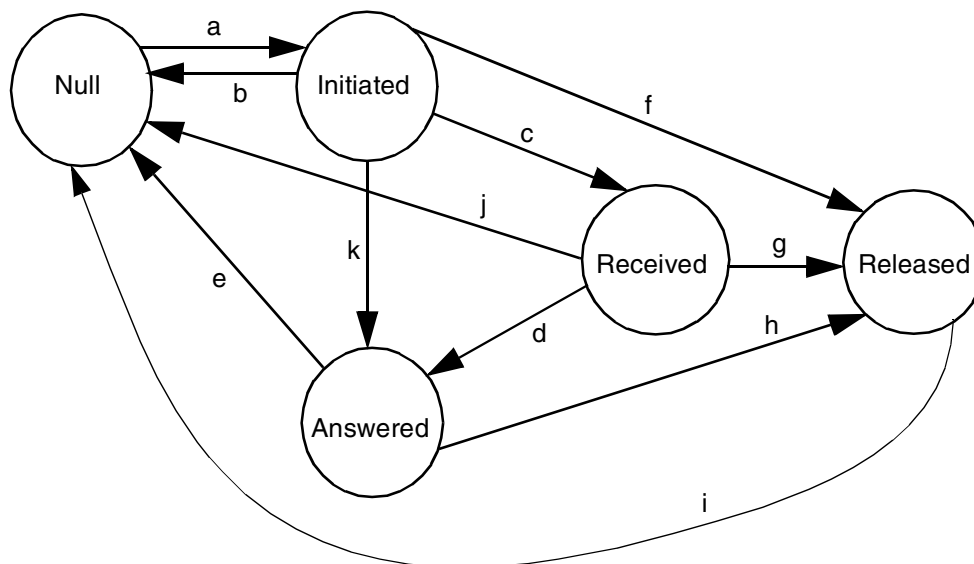 a
Null
Initiated
b
f
c
j
k
e
Received
g
Released
d
h
Answered
i